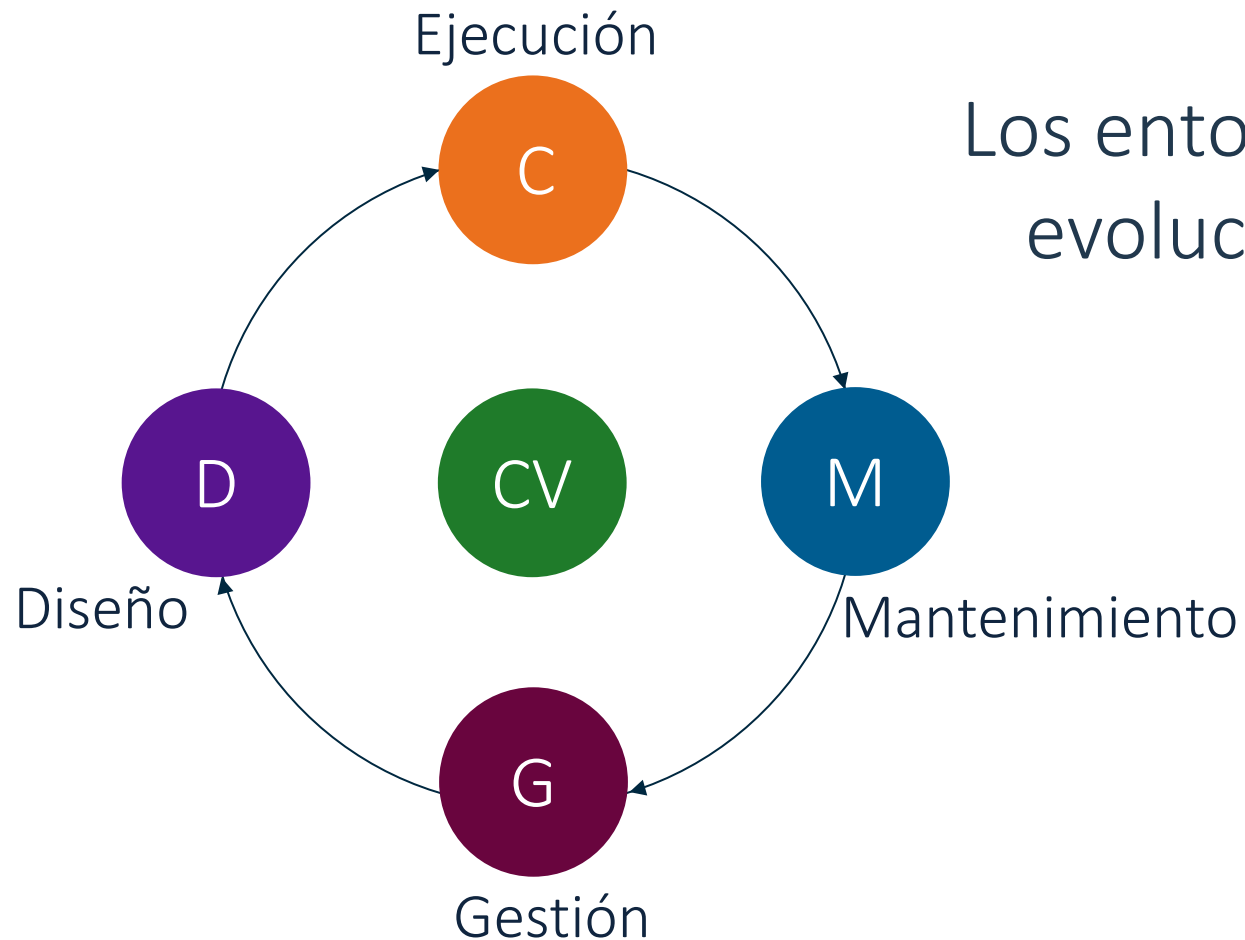 Ejecución
C
Los ento
evoluc
D
CV
M
Diseño
Mantenimiento
G
Gestión